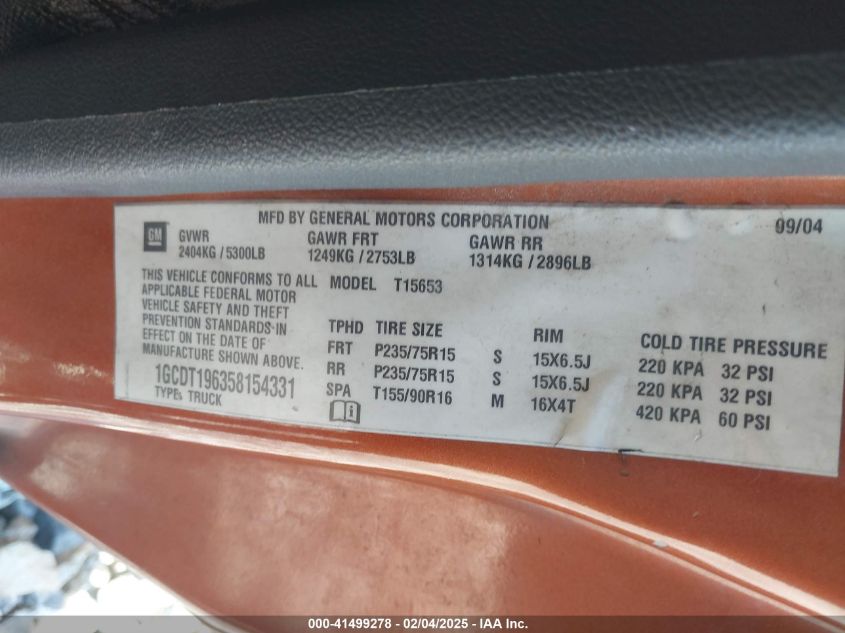 MFD BY GENERAL MOTORS CORPORATION 09/04
GM
GVWR GAWR FRT GAWR RR
2404KG / 5300LB 1249KG / 2753LB 1314KG / 2896LB
THIS VEHICLE CONFORMS TO ALL
APPLICABLE FEDERAL MOTOR
VEHICLE SAFETY AND THEFT
PREVENTION STANDARDS IN
EFFECT ON THE DATE OF
MANUFACTURE SHOWN ABOVE.
1GCDT196358154331
TYPE: TRUCK
MODEL T15653
TPHD TIRE SIZE RIM COLD TIRE PRESSURE
FRT P235/75R15 S 15X6.5J 220 KPA 32 PSI
RR P235/75R15 S 15X6.5J 220 KPA 32 PSI
SPA T155/90R16 M 16X4T 420 KPA 60 PSI
000-41499278 - 02/04/2025 - IAA Inc.